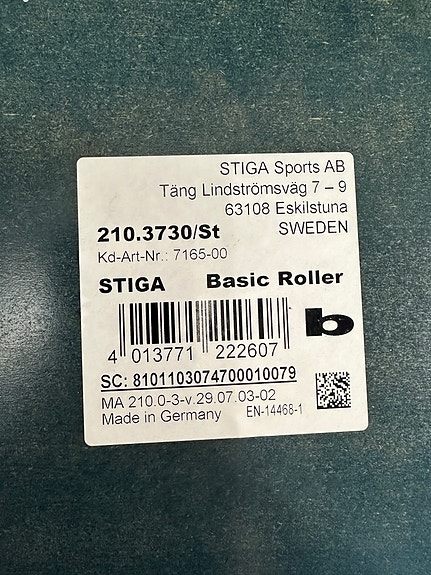 STIGA Sports AB
Täng Lindströmsväg 7 – 9
63108 Eskilstuna
210.3730/St SWEDEN
Kd-Art-Nr.: 7165-00
STIGA Basic Roller
b
4 013771 222607
SC: 8101103074700010079
MA 210.0-3-v.29.07.03-02
Made in Germany EN-14468-1